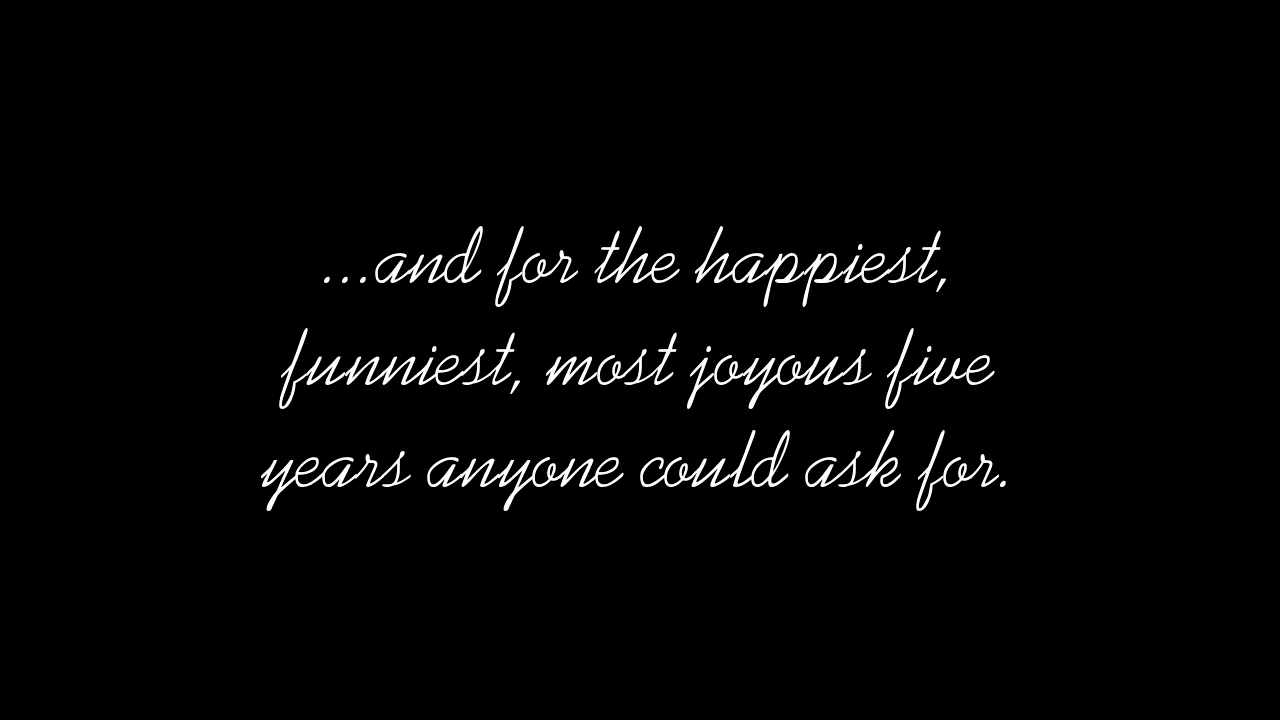 ...and for the happiest,
funniest, most joyous five
years anyone could ask for.